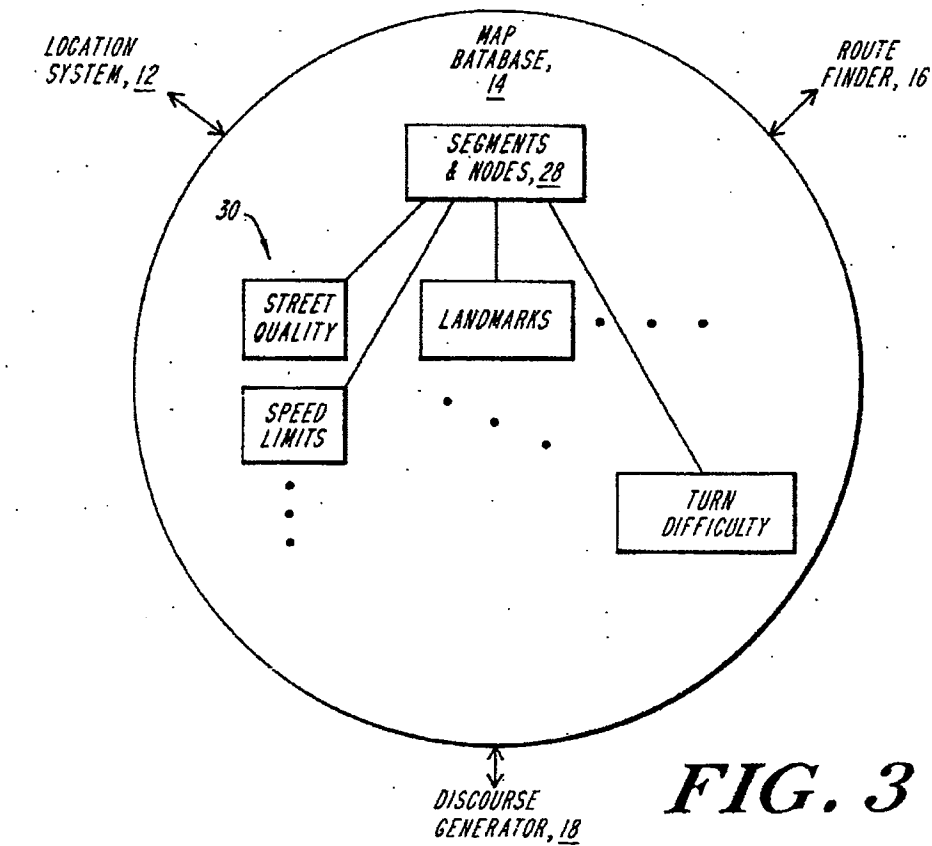 LOCATION
SYSTEM, 12
MAP
BATABASE,
14
ROUTE
FINDER, 16
SEGMENTS
& NODES, 28
30
STREET
QUALITY
LANDMARKS
SPEED
LIMITS
TURN
DIFFICULTY
DISCOURSE
GENERATOR, 18
FIG. 3